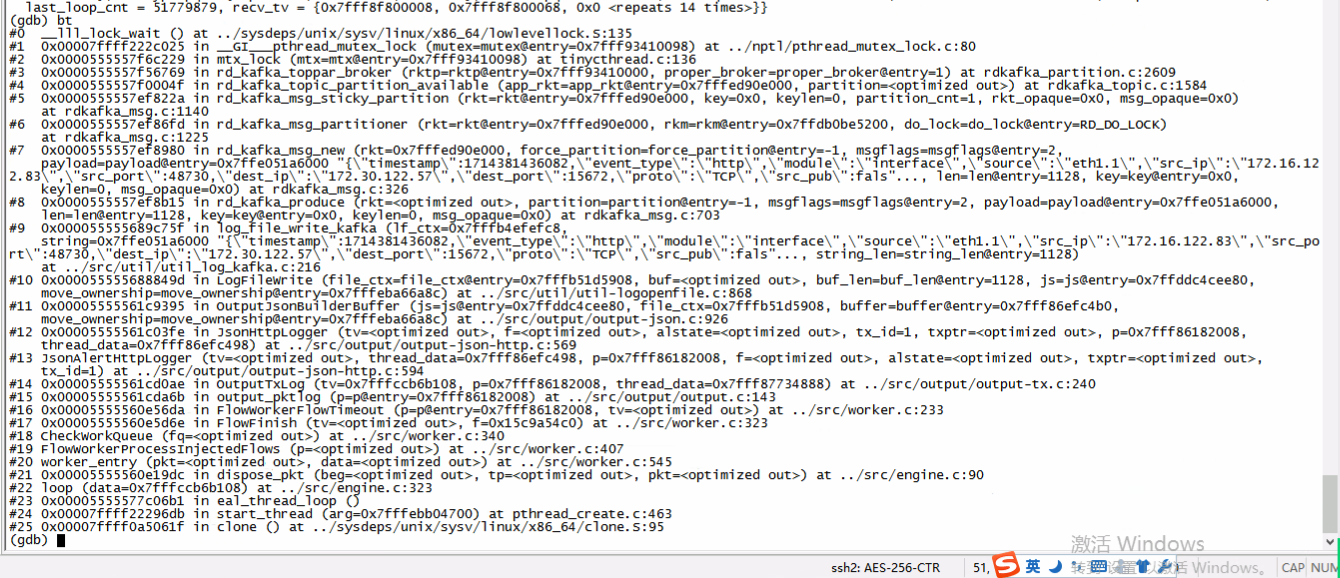 last_loop_cnt = 51779879, recv_tv = {0x7fff8f800008, 0x7fff8f800068, 0x0 <repeats 14 times>}}
(gdb) bt
#0  __lll_lock_wait () at ../sysdeps/unix/sysv/linux/x86_64/lowlevellock.S:135
#1  0x00007ffff222c025 in __GI___pthread_mutex_lock (mutex=mutex@entry=0x7fff93410098) at ../nptl/pthread_mutex_lock.c:80
#2  0x0000555557f6c229 in mtx_lock (mtx=mtx@entry=0x7fff93410098) at tinycthread.c:136
#3  0x0000555557f56769 in rd_kafka_toppar_broker (rktp=rktp@entry=0x7fff93410000, proper_broker=proper_broker@entry=1) at rdkafka_partition.c:2609
#4  0x0000555557f0004f in rd_kafka_topic_partition_available (app_rkt=app_rkt@entry=0x7fffed90e000, partition=<optimized out>) at rdkafka_topic.c:1584
#5  0x0000555557ef822a in rd_kafka_msg_sticky_partition (rkt=rkt@entry=0x7fffed90e000, key=0x0, keylen=0, partition_cnt=1, rkt_opaque=0x0, msg_opaque=0x0)
at rdkafka_msg.c:1140
#6  0x0000555557ef86fd in rd_kafka_msg_partitioner (rkt=rkt@entry=0x7fffed90e000, rkm=rkm@entry=0x7ffdb0be5200, do_lock=do_lock@entry=RD_DO_LOCK)
at rdkafka_msg.c:1225
#7  0x0000555557ef8980 in rd_kafka_msg_new (rkt=0x7fffed90e000, force_partition=force_partition@entry=-1, msgflags=msgflags@entry=2,
payload=payload@entry=0x7ffe051a6000 "{\"timestamp\":1714381436082,\"event_type\":\"http\",\"module\":\"interface\",\"source\":\"eth1.1\",\"src_ip\":\"172.16.12
2.83\",\"src_port\":48730,\"dest_ip\":\"172.30.122.57\",\"dest_port\":15672,\"proto\":\"TCP\",\"src_pub\":fals"..., len=len@entry=1128, key=key@entry=0x0,
keylen=0, msg_opaque=0x0) at rdkafka_msg.c:326
#8  0x0000555557ef8b15 in rd_kafka_produce (rkt=<optimized out>, partition=partition@entry=-1, msgflags=msgflags@entry=2, payload=payload@entry=0x7ffe051a6000,
len=len@entry=1128, key=key@entry=0x0, keylen=0, msg_opaque=0x0) at rdkafka_msg.c:703
#9  0x00005555689c75f in log_file_write_kafka (lf_ctx=0x7fffb4efefc8,
string=0x7ffe051a6000 "{\"timestamp\":1714381436082,\"event_type\":\"http\",\"module\":\"interface\",\"source\":\"eth1.1\",\"src_ip\":\"172.16.122.83\",\"src_po
rt\":48730,\"dest_ip\":\"172.30.122.57\",\"dest_port\":15672,\"proto\":\"TCP\",\"src_pub\":fals"..., string_len=string_len@entry=1128)
at ../src/util/util_log_kafka.c:216
#10 0x000055555688849d in LogFileWrite (file_ctx=file_ctx@entry=0x7fffb51d5908, buf=<optimized out>, buf_len=buf_len@entry=1128, js=js@entry=0x7ffddc4cee80,
move_ownership=move_ownership@entry=0x7fffeba66a8c) at ../src/util/util-logopenfile.c:868
#11 0x00005555561c9395 in OutputJsonBuilderBuffer (js=js@entry=0x7ffddc4cee80, file_ctx=0x7fffb51d5908, buffer=buffer@entry=0x7fff86efc4b0,
move_ownership=move_ownership@entry=0x7fffeba66a8c) at ../src/output/output-json.c:926
#12 0x00005555561c03fe in JsonHttpLogger (tv=<optimized out>, f=<optimized out>, alstate=<optimized out>, tx_id=1, txptr=<optimized out>, p=0x7fff86182008,
thread_data=0x7fff86efc498) at ../src/output/output-json-http.c:569
#13 JsonAlertHttpLogger (tv=<optimized out>, thread_data=0x7fff86efc498, p=0x7fff86182008, f=<optimized out>, alstate=<optimized out>, txptr=<optimized out>,
tx_id=1) at ../src/output/output-json-http.c:594
#14 0x00005555561cd0ae in OutputTxLog (tv=0x7fffccb6b108, p=0x7fff86182008, thread_data=0x7fff87734888) at ../src/output/output-tx.c:240
#15 0x00005555561cda6b in output_pktlog (p=p@entry=0x7fff86182008) at ../src/output/output.c:143
#16 0x00005555560e56da in FlowWorkerFlowTimeout (p=p@entry=0x7fff86182008, tv=<optimized out>) at ../src/worker.c:233
#17 0x00005555560e5d6e in FlowFinish (tv=<optimized out>, f=0x15c9a54c0) at ../src/worker.c:323
#18 CheckWorkQueue (fq=<optimized out>) at ../src/worker.c:340
#19 FlowWorkerProcessInjectedFlows (p=<optimized out>) at ../src/worker.c:407
#20 worker_entry (pkt=<optimized out>, data=<optimized out>) at ../src/worker.c:545
#21 0x00005555560e19dc in dispose_pkt (beg=<optimized out>, tp=<optimized out>, pkt=<optimized out>) at ../src/engine.c:90
#22 loop (data=0x7fffccb6b108) at ../src/engine.c:323
#23 0x00005555577c06b1 in eal_thread_loop ()
#24 0x00007ffff22296db in start_thread (arg=0x7fffebb04700) at pthread_create.c:463
#25 0x00007ffff0a5061f in clone () at ../sysdeps/unix/sysv/linux/x86_64/clone.S:95
(gdb)
激活 Windows
ssh2: AES-256-CTR 51, S 英 Windows。 CAP NUM